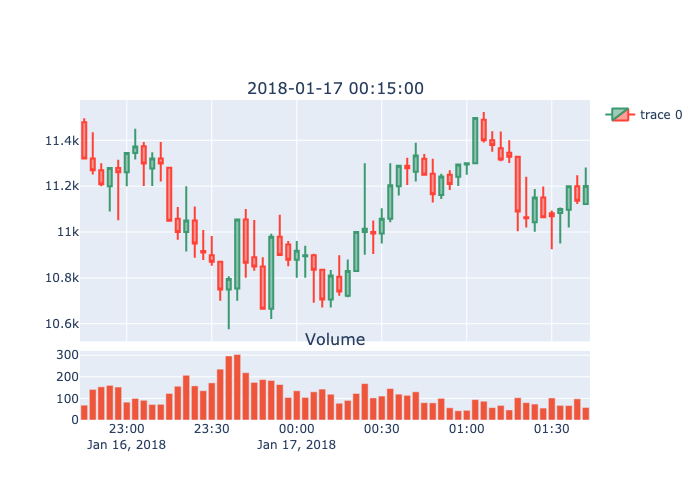 2018-01-17 00:15:00
trace 0
11.4k
11.2k
11k
10.8k
10.6k
Volume
300
200
100
0
23:00 23:30 00:00 00:30 01:00 01:30
Jan 16, 2018 Jan 17, 2018